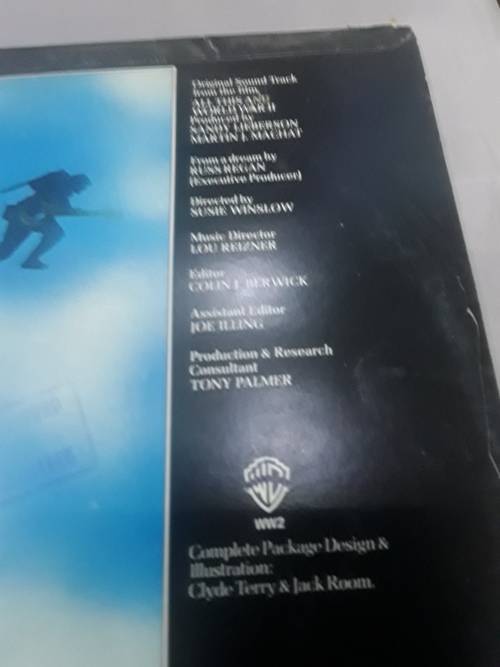 Original Sound Track
from the film,
ALL THIS AND
WORLD WAR II
Produced by
SANDY LIEBERSON
MARTIN J. MACHAT
From a dream by
RUSS REGAN
(Executive Producer)
Directed by
SUSIE WINSLOW
Music Director
LOU REIZNER
Editor
COLIN J. BERWICK
Assistant Editor
JOE ILLING
Production & Research
Consultant
TONY PALMER
WW2
Complete Package Design &
Illustration:
Clyde Terry & Jack Room.